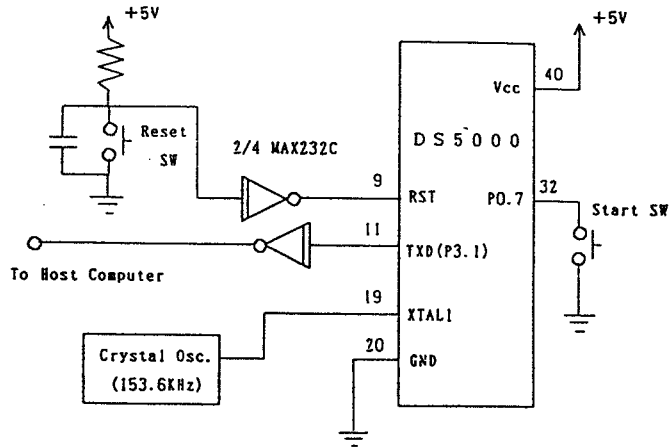 +5V
+5V
Vcc
40
Reset
SW
DS5000
2/4 MAX232C
9
RST
P0.7
32
Start SW
11
TXD(P3.1)
To Host Computer
19
XTAL1
Crystal Osc.
(153.6KHz)
20
GND